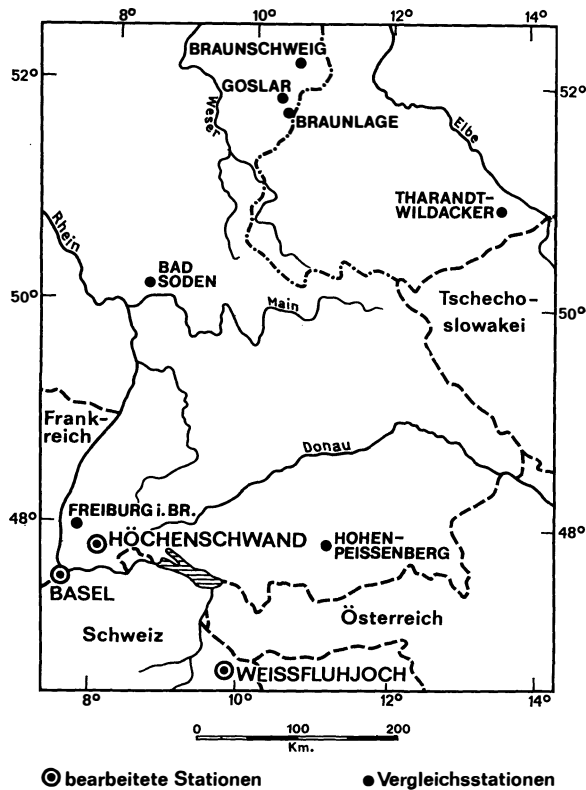 8° 10° 12° 14°
BRAUNSCHWEIG
52°
52°
GOSLAR
Weser
BRAUNLAGE
Elbe
THARANDT-
WILDACKER
Rhein
BAD
SODEN
50°
Main
Tschecho-
slowakei
50°
Frank-
reich
Donau
FREIBURG i. BR.
48°
HÖCHENSCHWAND
HOHEN-
PEISSENBERG
48°
BASEL
Österreich
Schweiz
WEISSFLUHJOCH
8° 10° 12° 14°
0 100 200
Km.
bearbeitete Stationen
Vergleichsstationen